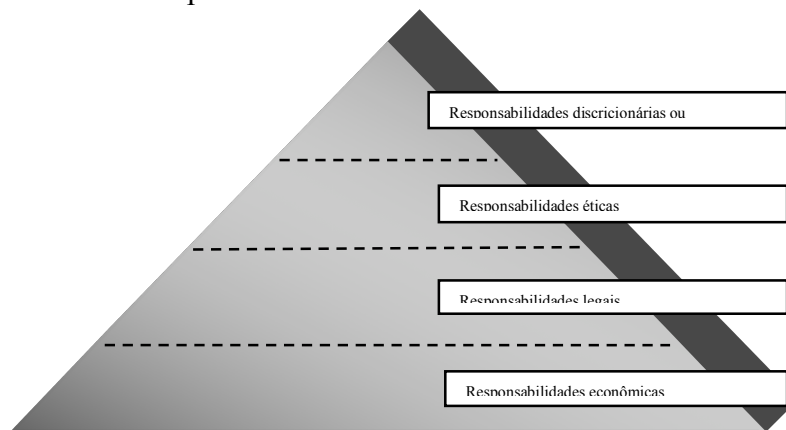 Responsabilidades discricionárias ou
Responsabilidades éticas
Responsabilidades legais
Responsabilidades econômicas